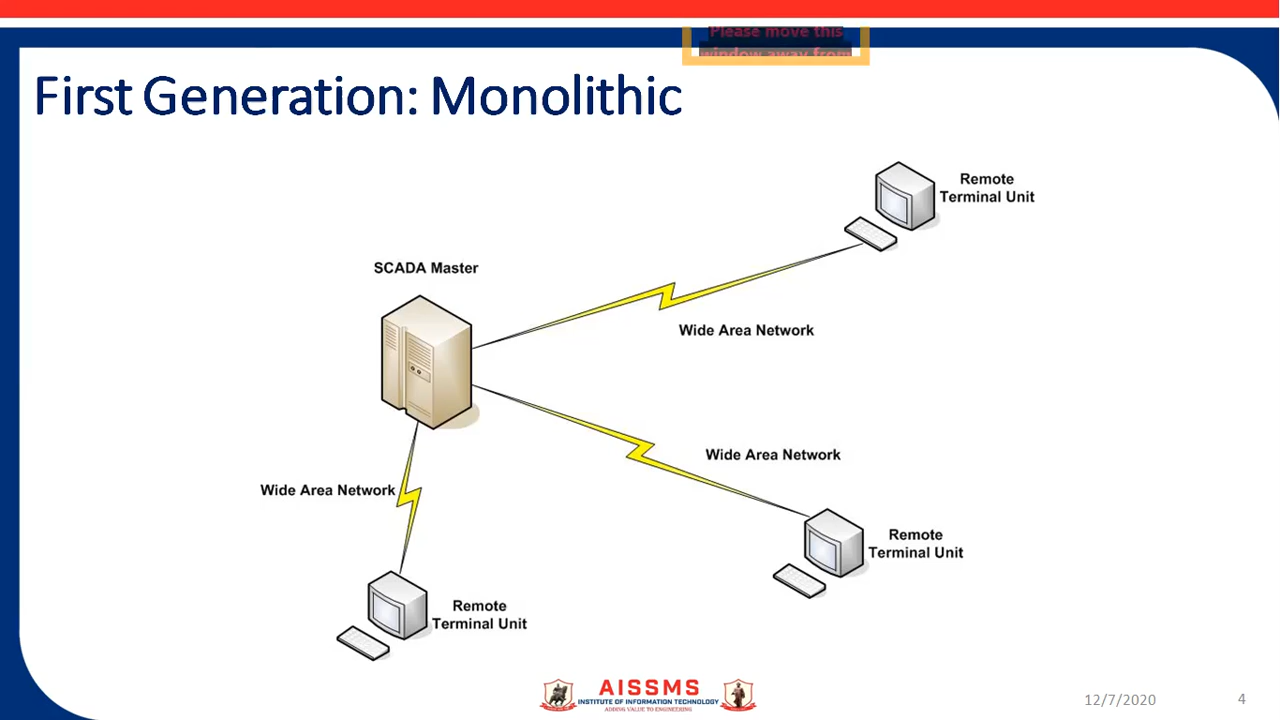 Please move this
window away from
First Generation: Monolithic
Remote
Terminal Unit
SCADA Master
Wide Area Network
Wide Area Network
Wide Area Network
Remote
Terminal Unit
Remote
Terminal Unit
AISSMS
INSTITUTE OF INFORMATION TECHNOLOGY
ADDING VALUE TO ENGINEERING
12/7/2020
4